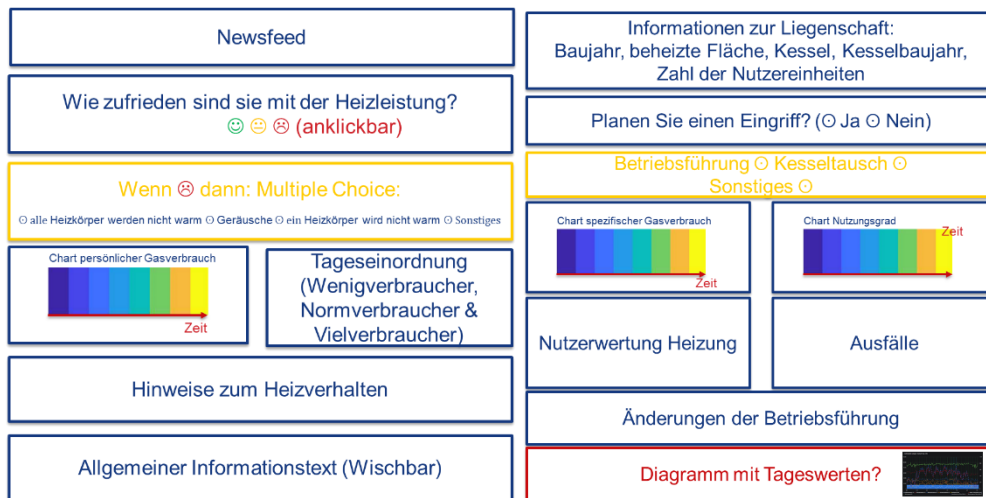 Newsfeed
Wie zufrieden sind sie mit der Heizleistung?
☺ 😐 ☹ (anklickbar)
Wenn ☹ dann: Multiple Choice:
⊙ alle Heizkörper werden nicht warm ⊙ Geräusche ⊙ ein Heizkörper wird nicht warm ⊙ Sonstiges
Chart persönlicher Gasverbrauch
Zeit
Tageseinordnung
(Wenigverbraucher,
Normverbraucher &
Vielverbraucher)
Hinweise zum Heizverhalten
Allgemeiner Informationstext (Wischbar)
Informationen zur Liegenschaft:
Baujahr, beheizte Fläche, Kessel, Kesselbaujahr,
Zahl der Nutzereinheiten
Planen Sie einen Eingriff? (⊙ Ja ⊙ Nein)
Betriebsführung ⊙ Kesseltausch ⊙
Sonstiges ⊙
Chart spezifischer Gasverbrauch
Zeit
Chart Nutzungsgrad
Zeit
Nutzerwertung Heizung
Ausfälle
Änderungen der Betriebsführung
Diagramm mit Tageswerten?